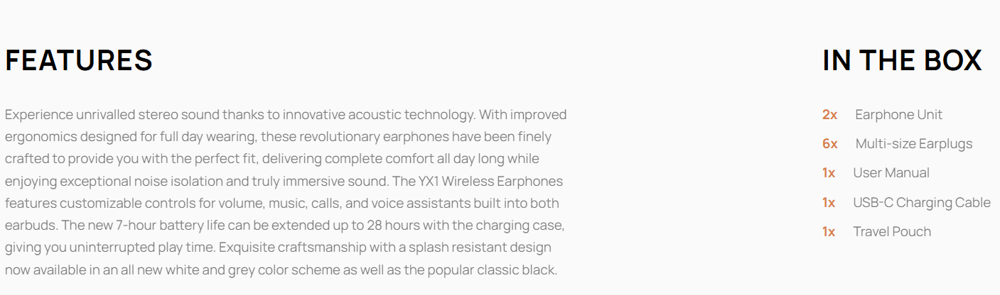 FEATURES
Experience unrivalled stereo sound thanks to innovative acoustic technology. With improved
ergonomics designed for full day wearing, these revolutionary earphones have been finely
crafted to provide you with the perfect fit, delivering complete comfort all day long while
enjoying exceptional noise isolation and truly immersive sound. The YX1 Wireless Earphones
features customizable controls for volume, music, calls, and voice assistants built into both
earbuds. The new 7-hour battery life can be extended up to 28 hours with the charging case,
giving you uninterrupted play time. Exquisite craftsmanship with a splash resistant design
now available in an all new white and grey color scheme as well as the popular classic black.
IN THE BOX
2x Earphone Unit
6x Multi-size Earplugs
1x User Manual
1x USB-C Charging Cable
1x Travel Pouch